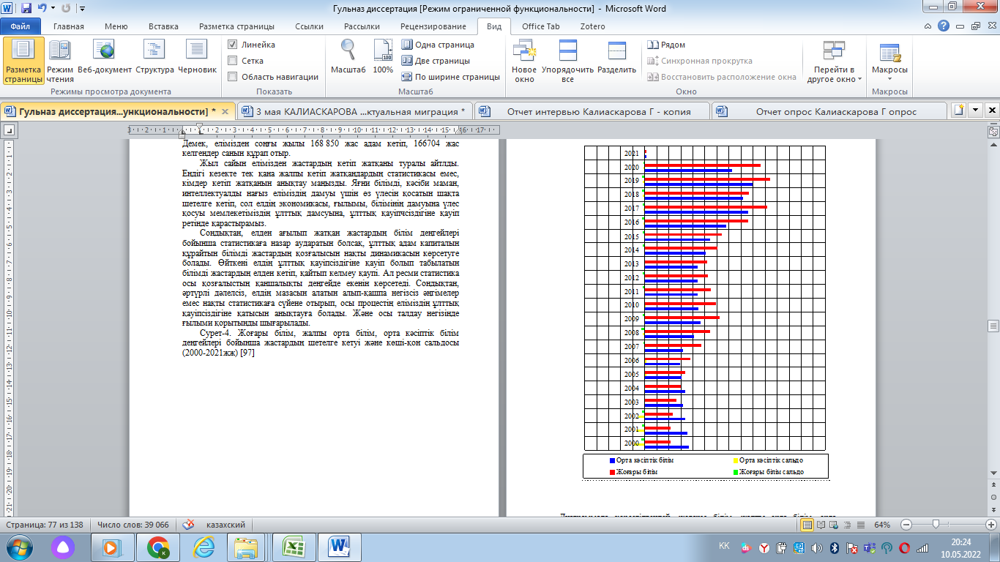 Гульназ диссертация [Режим ограниченной функциональности] - Microsoft Word
Файл Главная Меню Вставка Разметка страницы Ссылки Рассылки Рецензирование Вид Office Tab Zotero
Разметка страницы
Режим чтения
Веб-документ
Структура
Черновик
Режимы просмотра документа
Линейка
Сетка
Область навигации
Показать
Масштаб
100%
Одна страница
Две страницы
По ширине страницы
Масштаб
Новое окно
Упорядочить все
Разделить
Рядом
Синхронная прокрутка
Восстановить расположение окна
Окно
Перейти в другое окно
Макросы
Макросы
Гульназ диссертация...ункциональности] *
3 мая КАЛИАСКАРОВА ...ктуальная миграция *
Отчет интервью Калиаскарова Г - копия
Отчет опрос Калиаскарова Г опрос
Демек, елімізден соңғы жылы 168 850 жас адам кетіп, 166704 жас
келгендер санын құрап отыр.
Жыл сайын елімізден жастардың кетіп жатқаны туралы айтлды.
Ендігі кезекте тек қана жалпы кетіп жатқандардың статистикасы емес,
кімдер кетіп жатқанын анықтау маңызды. Яғни білімді, кәсіби маман,
интеллектуалды нағыз еліміздің дамуы үшін өз үлесін қосатын шақта
шетелге кетіп, сол елдің экономикасы, ғылымы, білімінің дамуына үлес
қосуы мемлекетіміздің ұлттық дамсуына, ұлттық қауіпчсіздігіне қауіп
ретінде қарастырамыз.
Сондықтан, елден ағылып жатқан жастардың білім деңгейлері
бойынша статистикаға назар аударатын болсақ, ұлттық адам капиталын
құрайтын білімді жастардың қозғалысын нақты динамикасын көрсетуге
болады. Өйткені елдің ұлттық қауіпсіздігіне қауіп болып табылатын
білімді жастардың елден кетіп, қайтып келмеу қаупі. Ал ресми статистика
осы қозғалыстың қаншалықты деңгейде екенін көрсетеді. Сондықтан,
әртүрлі дәлелсіз, елдің мазасын алатын алып-қашпа негізсіз әңгімелер
емес нақты статистикаға сүйене отырып, осы процестің еліміздің ұлттық
қауіпсіздігіне қатысын анықтауға болады. Және осы талдау негізінде
ғылыми қорытынды шығарылады.
Сурет-4. Жоғары білім, жалпы орта білім, орта кәсіптік білім
деңгейлері бойынша жастардың шетелге кетуі және көші-қон сальдосы
(2000-2021жж) [97]
2021
2020
2019
2018
2017
2016
2015
2014
2013
2012
2011
2010
2009
2008
2007
2006
2005
2004
2003
2002
2001
2000
Орта кәсіптік білім
Орта кәсіптік сальдо
Жоғары білім
Жоғары білім сальдо
Страница: 77 из 138
Число слов: 39 066
казахский
64%
KK
20:24
10.05.2022